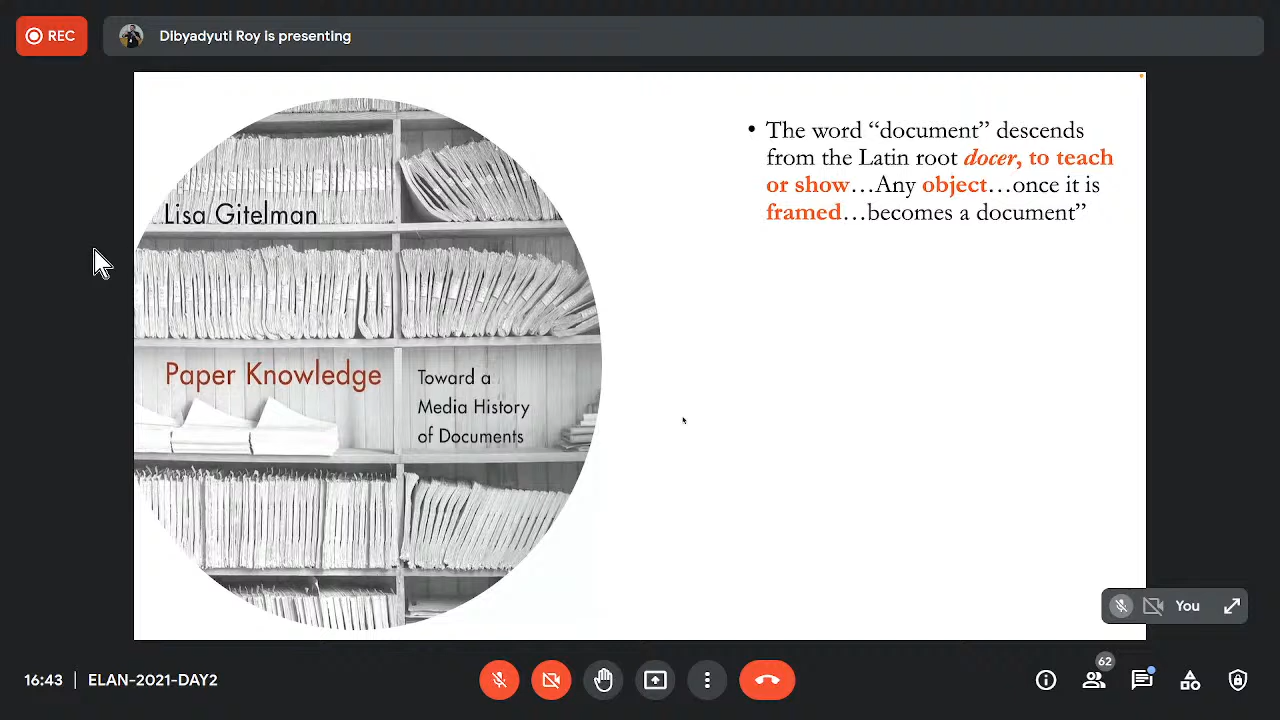 REC
Dibyadyuti Roy is presenting
The word “document” descends
from the Latin root docer, to teach
or show…Any object…once it is
framed…becomes a document”
Lisa Gitelman
Paper Knowledge
Toward a
Media History
of Documents
You
62
16:43 | ELAN-2021-DAY2